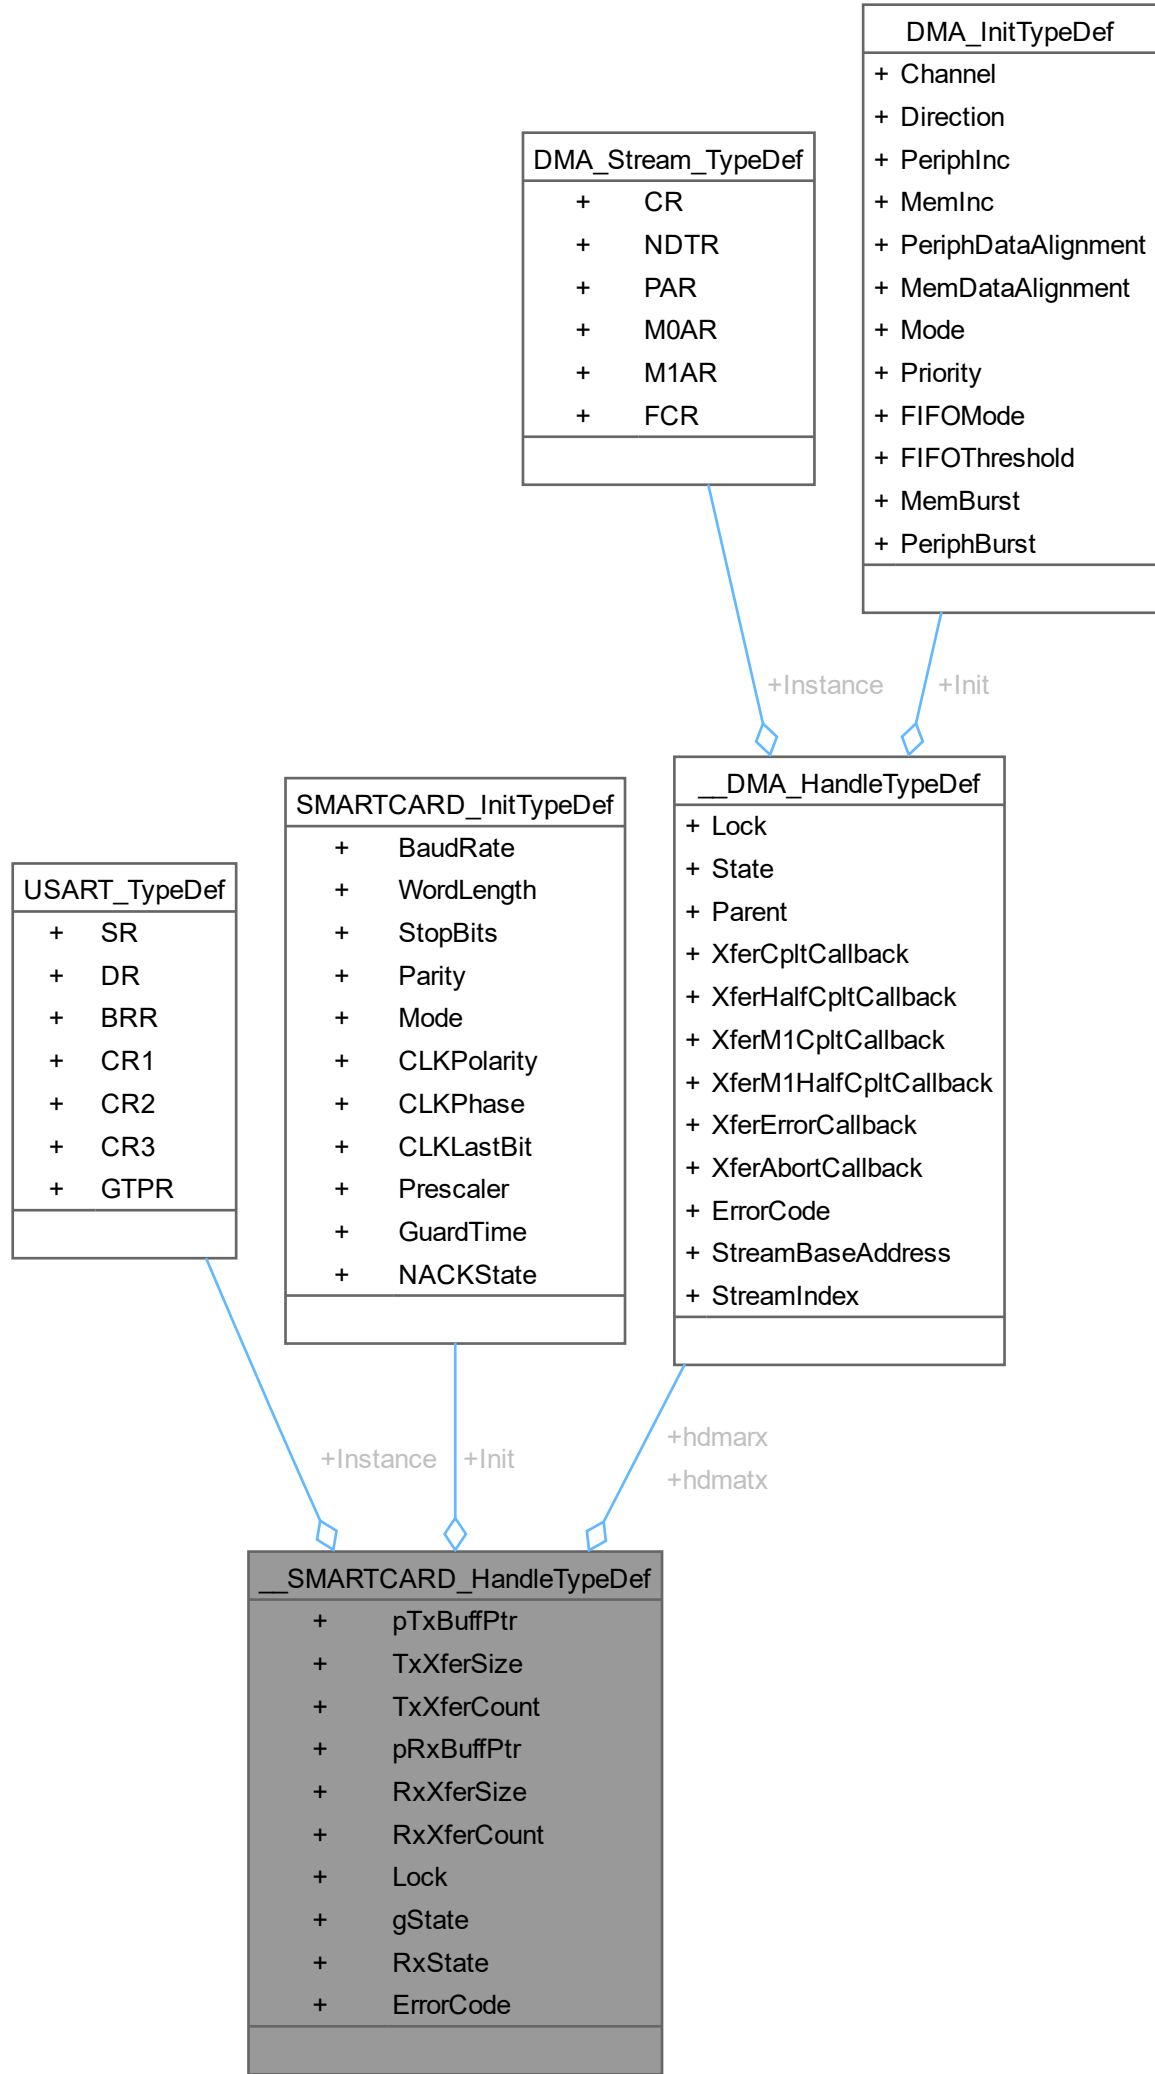 DMA_InitTypeDef
+ Channel
+ Direction
+ PeriphInc
+ MemInc
+ PeriphDataAlignment
+ MemDataAlignment
+ Mode
+ Priority
+ FIFOMode
+ FIFOThreshold
+ MemBurst
+ PeriphBurst
DMA_Stream_TypeDef
+ CR
+ NDTR
+ PAR
+ M0AR
+ M1AR
+ FCR
+Instance
+Init
__DMA_HandleTypeDef
+ Lock
+ State
+ Parent
+ XferCpltCallback
+ XferHalfCpltCallback
+ XferM1CpltCallback
+ XferM1HalfCpltCallback
+ XferErrorCallback
+ XferAbortCallback
+ ErrorCode
+ StreamBaseAddress
+ StreamIndex
SMARTCARD_InitTypeDef
+ BaudRate
+ WordLength
+ StopBits
+ Parity
+ Mode
+ CLKPolarity
+ CLKPhase
+ CLKLastBit
+ Prescaler
+ GuardTime
+ NACKState
USART_TypeDef
+ SR
+ DR
+ BRR
+ CR1
+ CR2
+ CR3
+ GTPR
+Instance
+Init
+hdmarx
+hdmatx
__SMARTCARD_HandleTypeDef
+ pTxBuffPtr
+ TxXferSize
+ TxXferCount
+ pRxBuffPtr
+ RxXferSize
+ RxXferCount
+ Lock
+ gState
+ RxState
+ ErrorCode